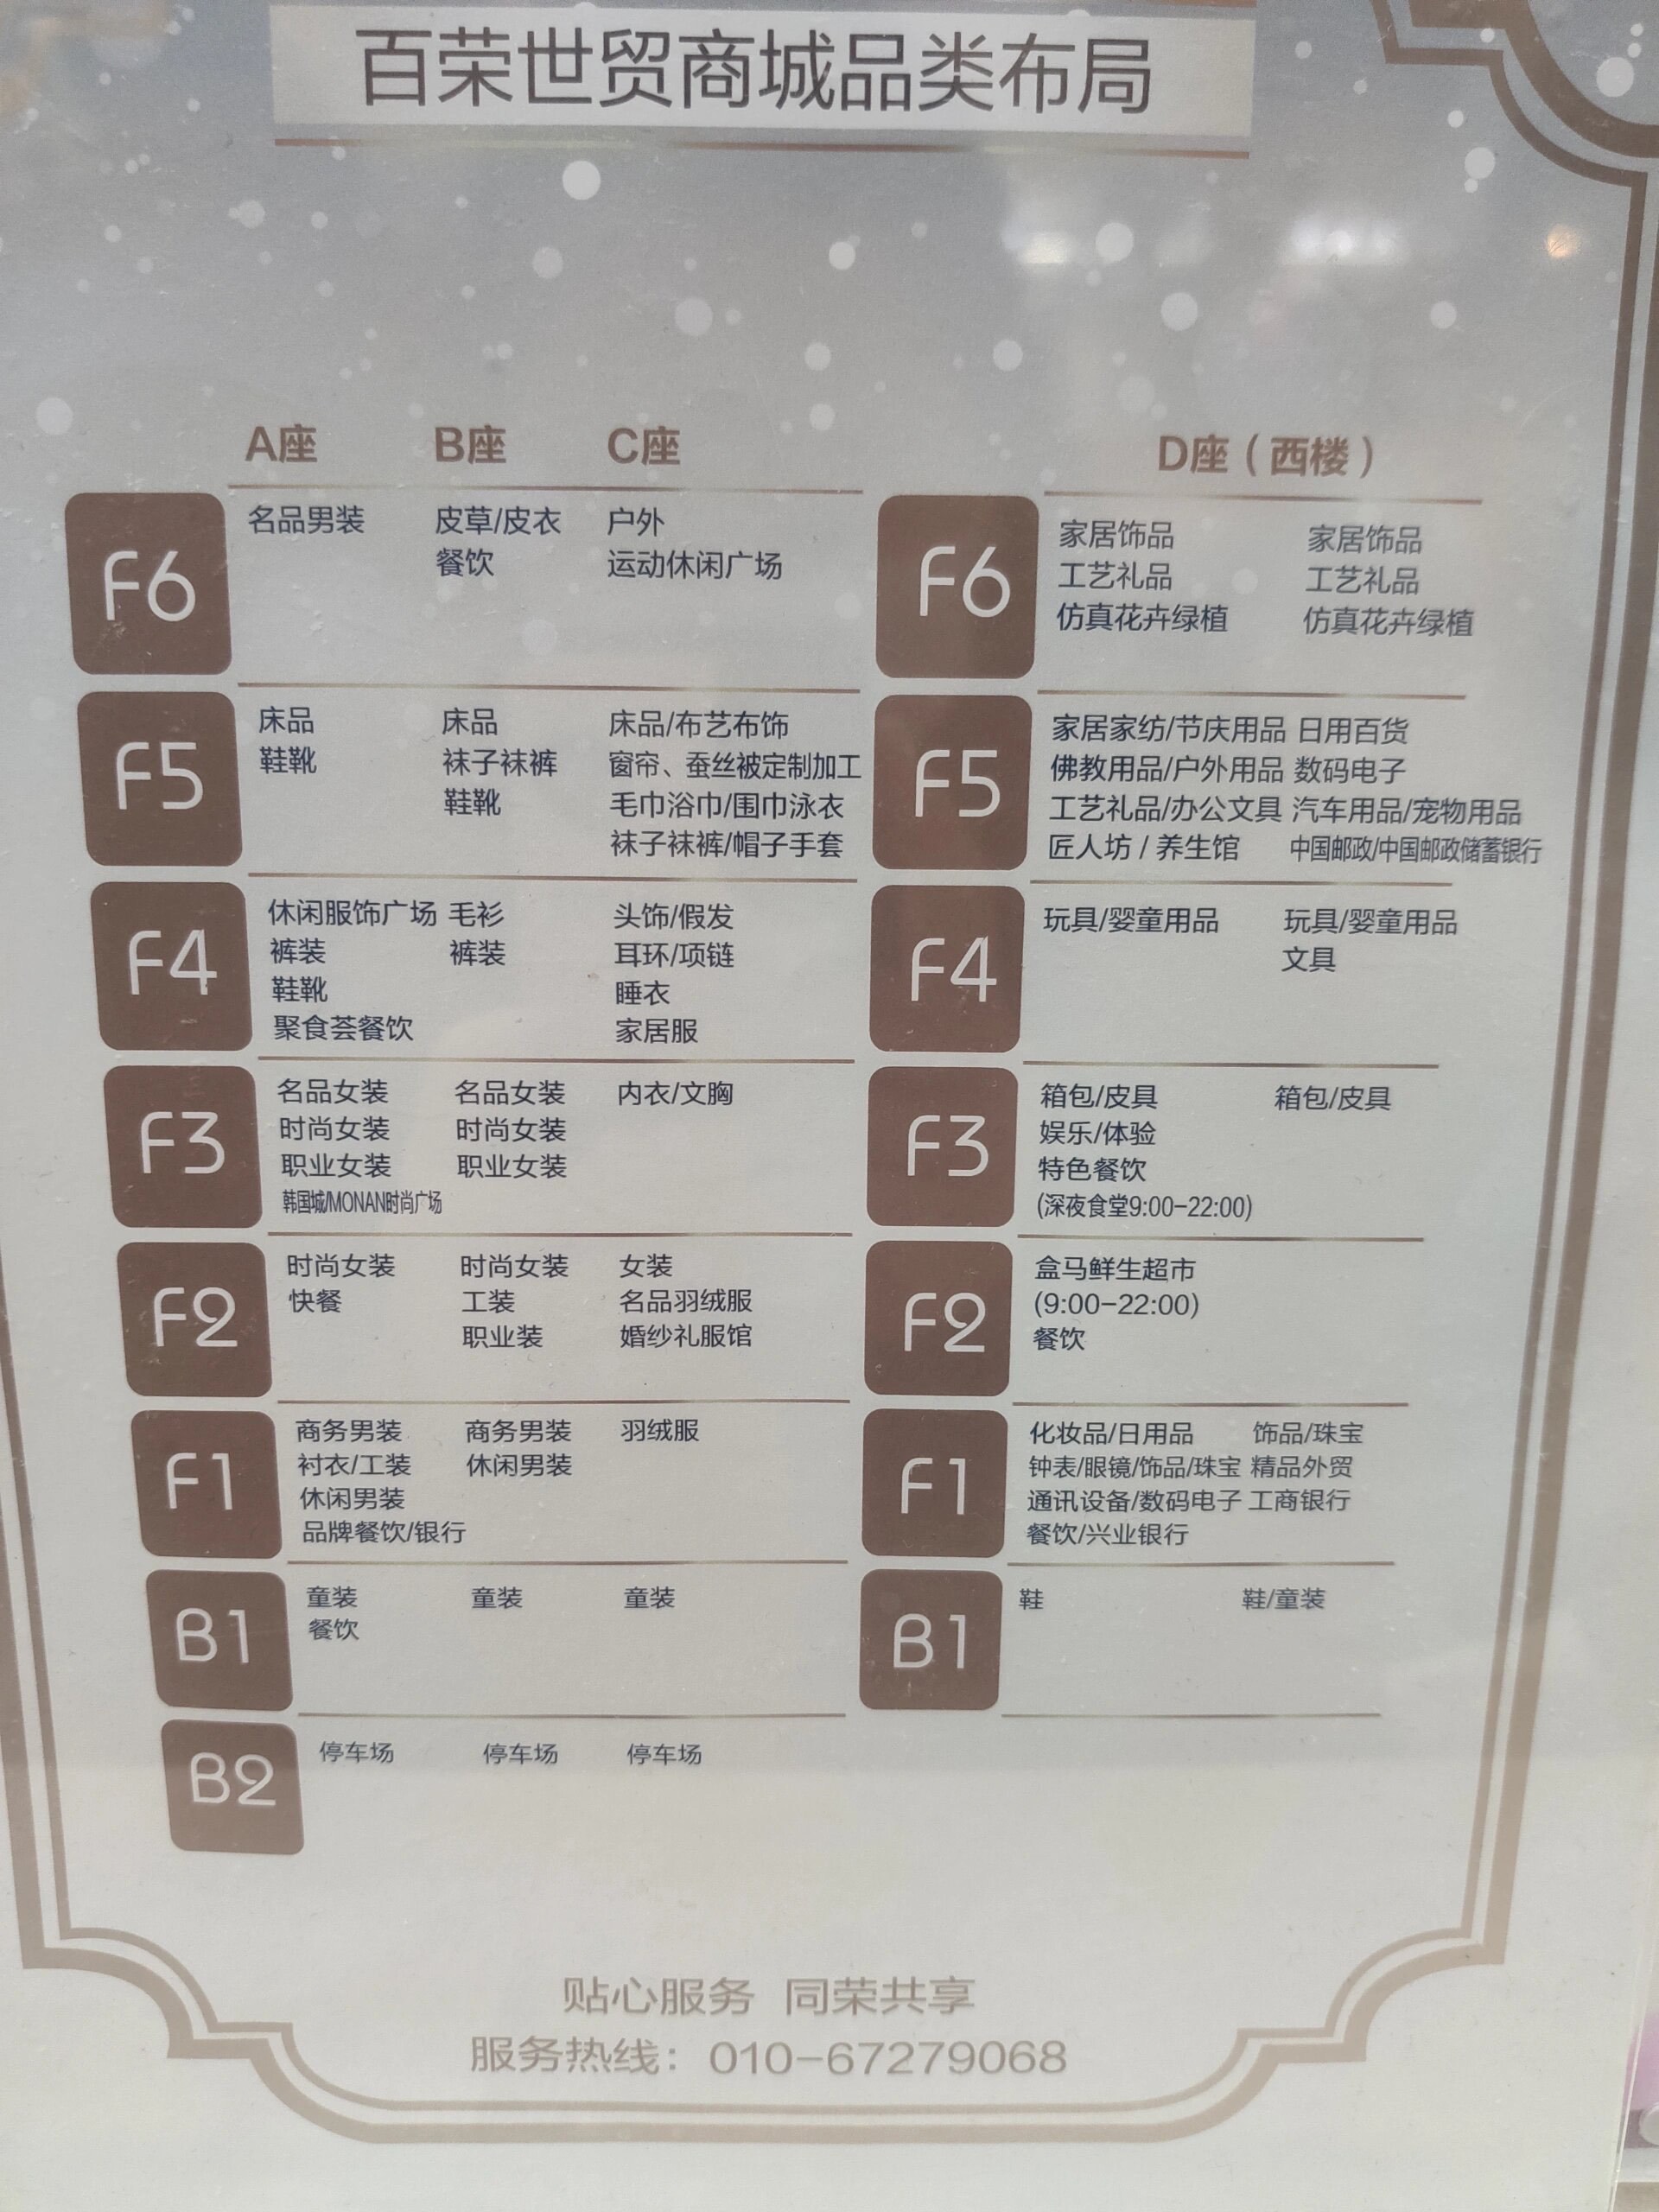 百荣世贸商城品类布局
A座 B座 C座 D座（西楼）
F6
名品男装 皮草/皮衣 户外
餐饮 运动休闲广场
F6
家居饰品 家居饰品
工艺礼品 工艺礼品
仿真花卉绿植 仿真花卉绿植
F5
床品 床品 床品/布艺布饰
鞋靴 袜子袜裤 窗帘、蚕丝被定制加工
鞋靴 毛巾浴巾/围巾泳衣
袜子袜裤/帽子手套
F5
家居家纺/节庆用品 日用百货
佛教用品/户外用品 数码电子
工艺礼品/办公文具 汽车用品/宠物用品
匠人坊 / 养生馆 中国邮政/中国邮政储蓄银行
F4
休闲服饰广场 毛衫 头饰/假发
裤装 裤装 耳环/项链
鞋靴 睡衣
聚食荟餐饮 家居服
F4
玩具/婴童用品 玩具/婴童用品
文具
F3
名品女装 名品女装 内衣/文胸
时尚女装 时尚女装
职业女装 职业女装
韩国城/MONAN时尚广场
F3
箱包/皮具 箱包/皮具
娱乐/体验
特色餐饮
(深夜食堂9:00-22:00)
F2
时尚女装 时尚女装 女装
快餐 工装 名品羽绒服
职业装 婚纱礼服馆
F2
盒马鲜生超市
(9:00-22:00)
餐饮
F1
商务男装 商务男装 羽绒服
衬衣/工装 休闲男装
休闲男装
品牌餐饮/银行
F1
化妆品/日用品 饰品/珠宝
钟表/眼镜/饰品/珠宝 精品外贸
通讯设备/数码电子 工商银行
餐饮/兴业银行
B1
童装 童装 童装
餐饮
B1
鞋 鞋/童装
B2
停车场 停车场 停车场
贴心服务 同荣共享
服务热线：010-67279068